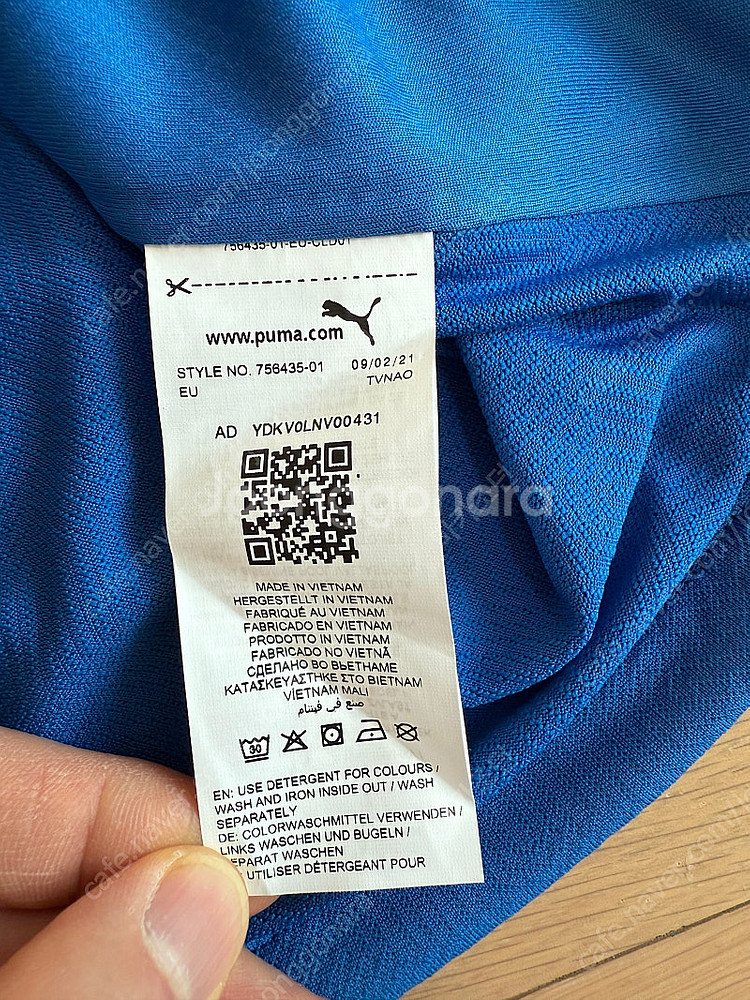 756435-01-EU-CLD01
www.puma.com
STYLE NO. 756435-01 09/02/21
EU TVNAO
AD YDKV0LNV00431
Joonggonara
MADE IN VIETNAM
HERGESTELLT IN VIETNAM
FABRIQUÉ AU VIETNAM
FABRICADO EN VIETNAM
PRODOTTO IN VIETNAM
FABRICADO NO VIETNÃ
СДЕЛАНО ВО ВЬЕТНАМЕ
ΚΑΤΑΣΚΕΥΑΣΤΗΚΕ ΣΤΟ ΒΙΕΤΝΑΜ
VİETNAM MALI
صنع في فيتنام
30
EN: USE DETERGENT FOR COLOURS /
WASH AND IRON INSIDE OUT / WASH
SEPARATELY
DE: COLORWASCHMITTEL VERWENDEN /
LINKS WASCHEN UND BUGELN /
SEPARAT WASCHEN
UTILISER DÉTERGEANT POUR